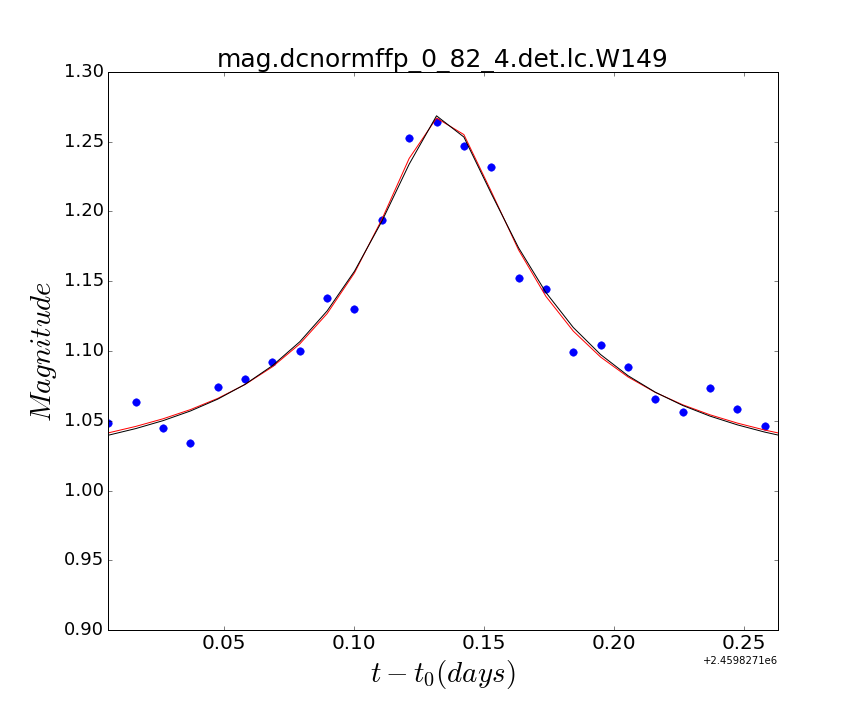 mag.dcnormffp_0_82_4.det.lc.W149
1.30
1.25
1.20
1.15
1.10
1.05
1.00
0.95
0.90
Magnitude
0.05 0.10 0.15 0.20 0.25
+2.4598271e6
t − t₀(days)